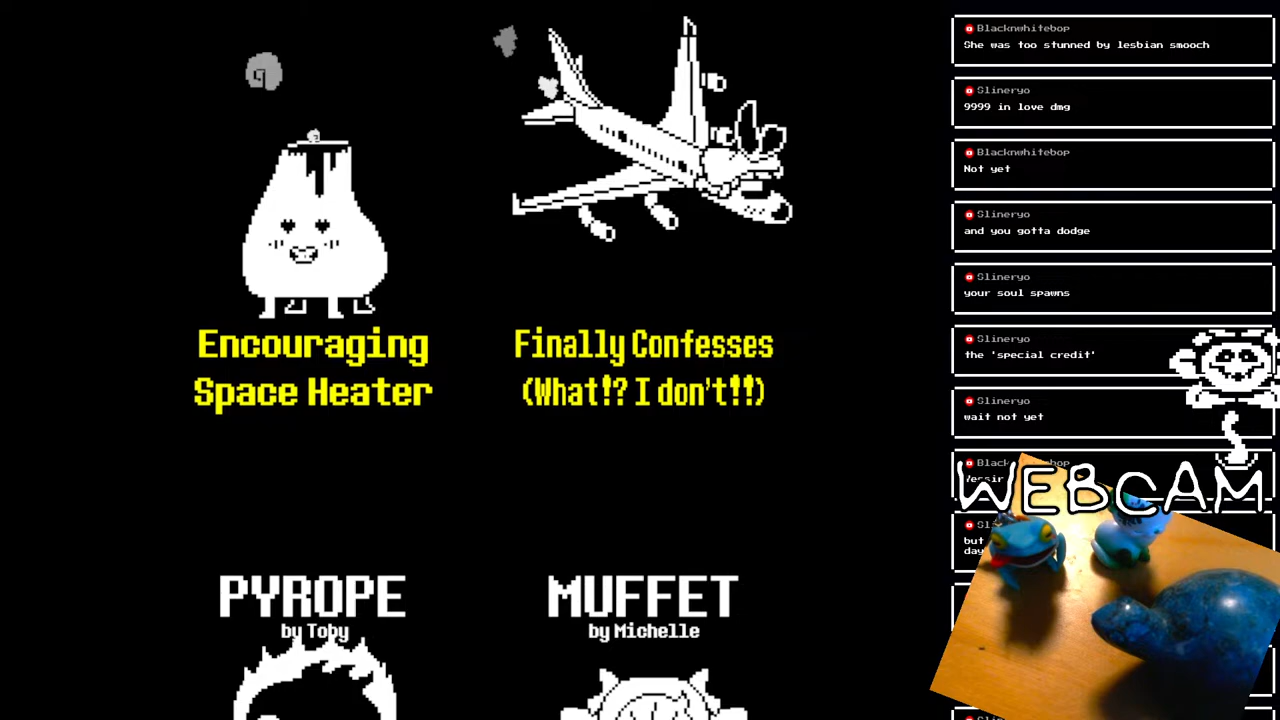 Encouraging
Space Heater
Finally Confesses
(What!? I don't!!)
PYROPE
by Toby
MUFFET
by Michelle
Blacknwhitebop
She was too stunned by lesbian smooch
Slineryo
9999 in love dmg
Blacknwhitebop
Not yet
Slineryo
and you gotta dodge
Slineryo
your soul spawns
Slineryo
the 'special credit'
Slineryo
wait not yet
WEBCAM
but
day